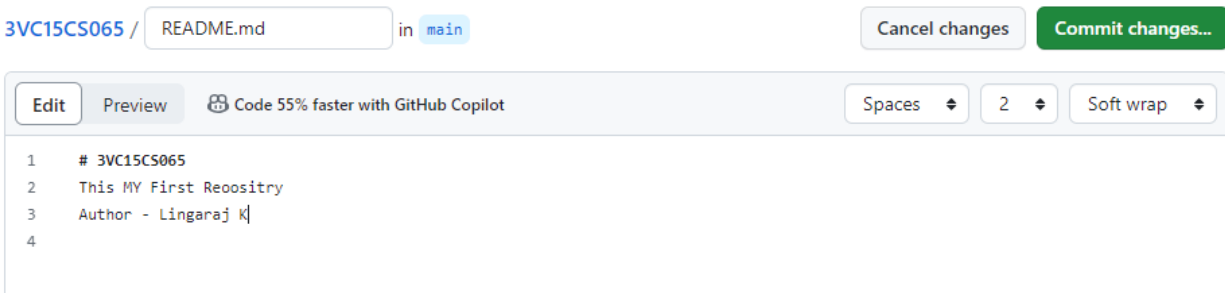 3VC15CS065 / README.md in main Cancel changes Commit changes...
Edit Preview Code 55% faster with GitHub Copilot Spaces 2 Soft wrap
1 # 3VC15CS065
2 This MY First Reoositry
3 Author - Lingaraj K
4